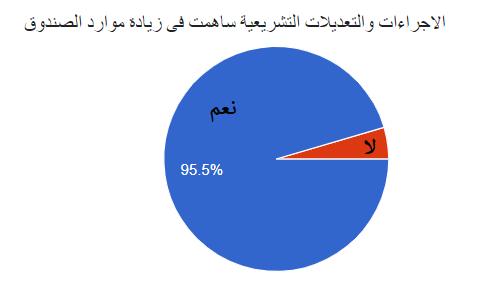 الاجراءات والتعديلات التشريعية ساهمت فى زيادة موارد الصندوق
نعم
لا
95.5%